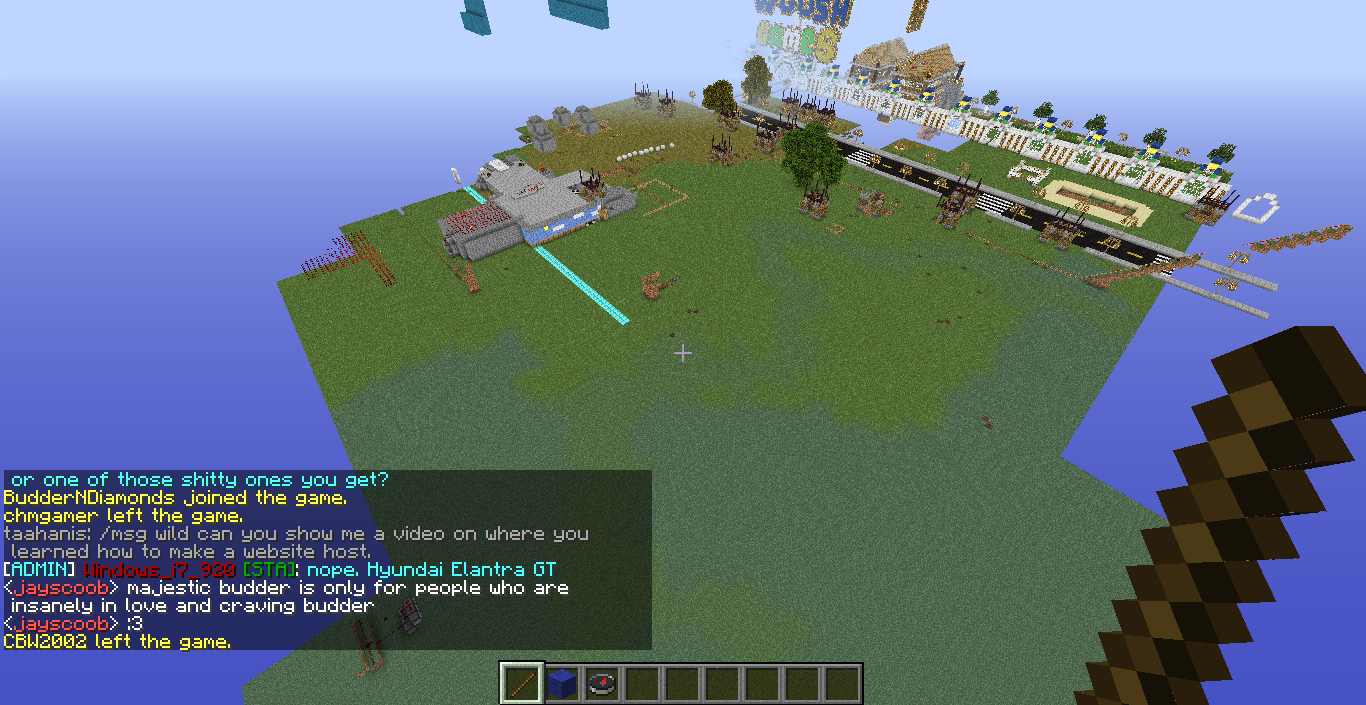 Games
or one of those shitty ones you get?
BudderNDiamonds joined the game.
chmgamer left the game.
taahanis: /msg wild can you show me a video on where you
learned how to make a website host.
[ADMIN] Windows_i7_920 [STA]: nope. Hyundai Elantra GT
<jayscoob> majestic budder is only for people who are
insanely in love and craving budder
<jayscoob> :3
CBW2002 left the game.